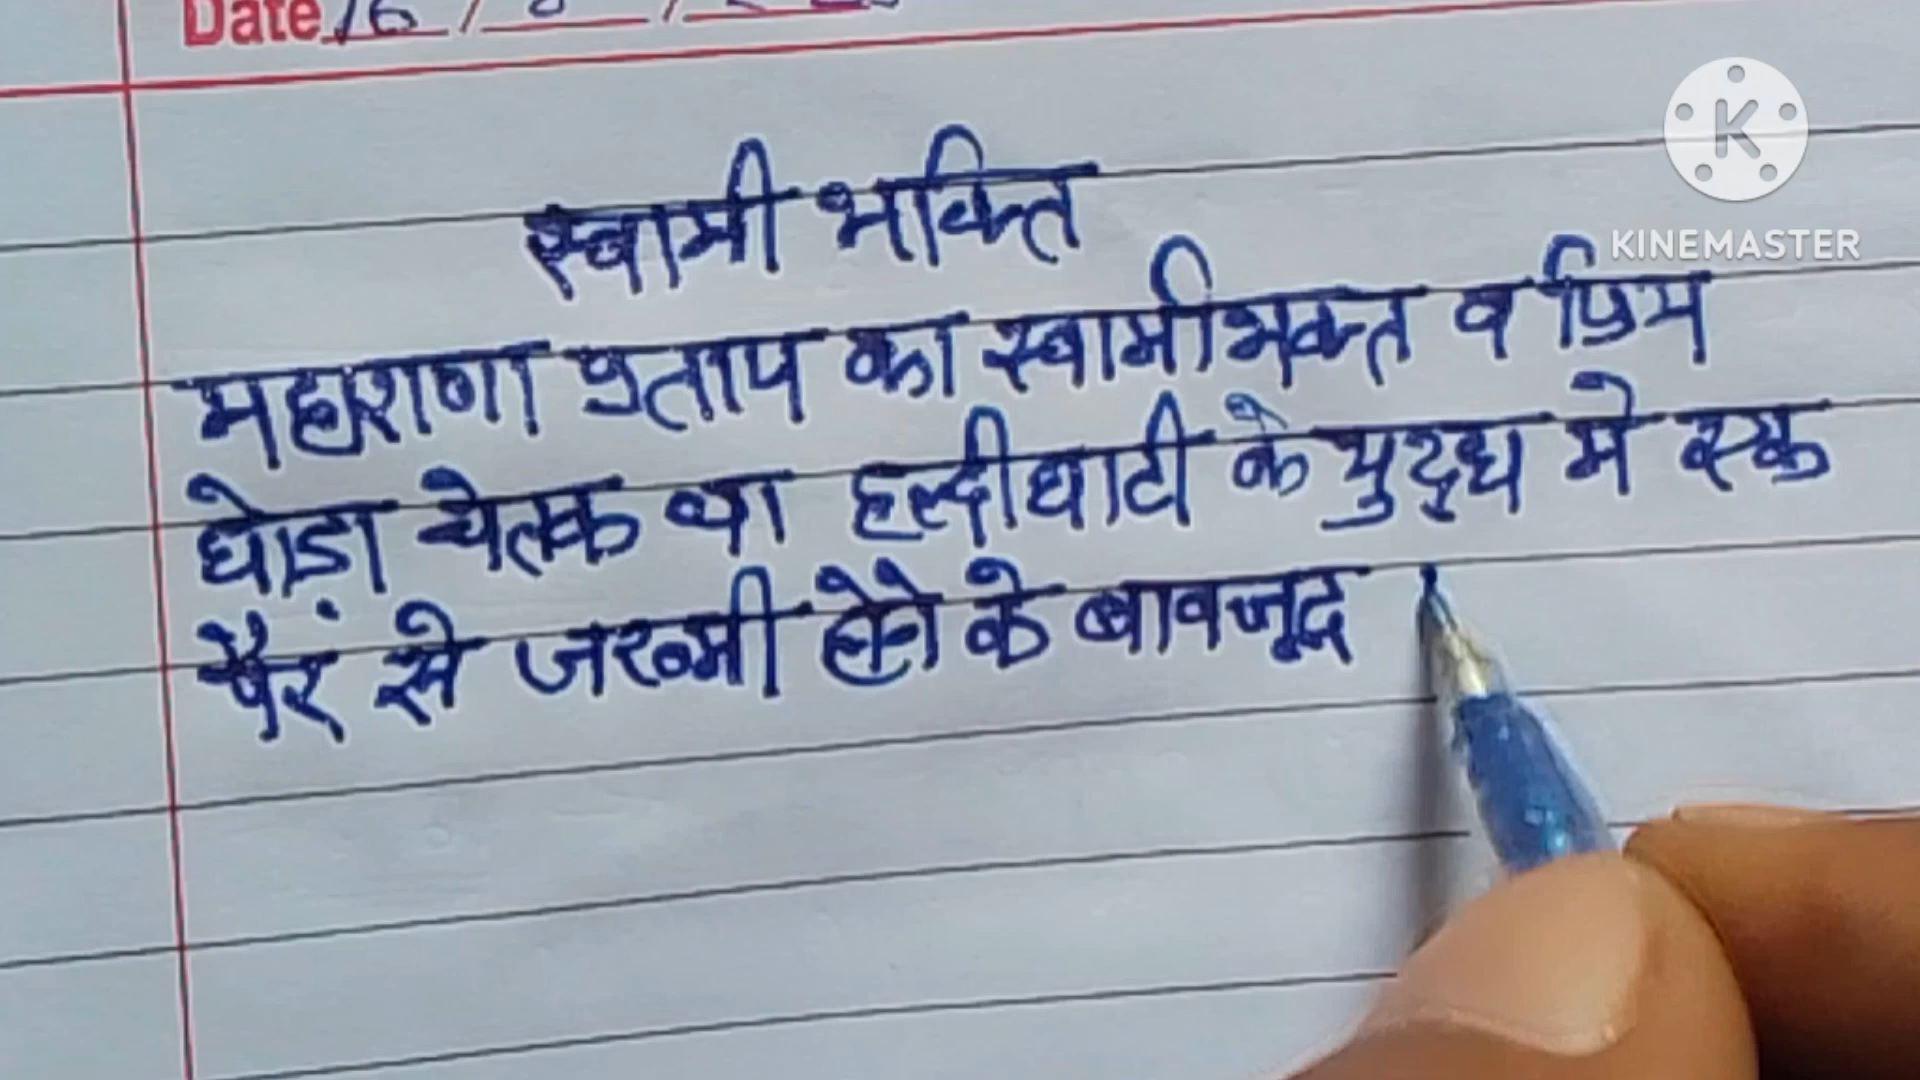 Date 16 / /
K
KINEMASTER
स्वामी भक्ति
महाराणा प्रताप का स्वामीभक्त व प्रिय
घोड़ा चेतक था हल्दीघाटी के युद्ध मे एक
पैर से जख्मी होने के बावजूद